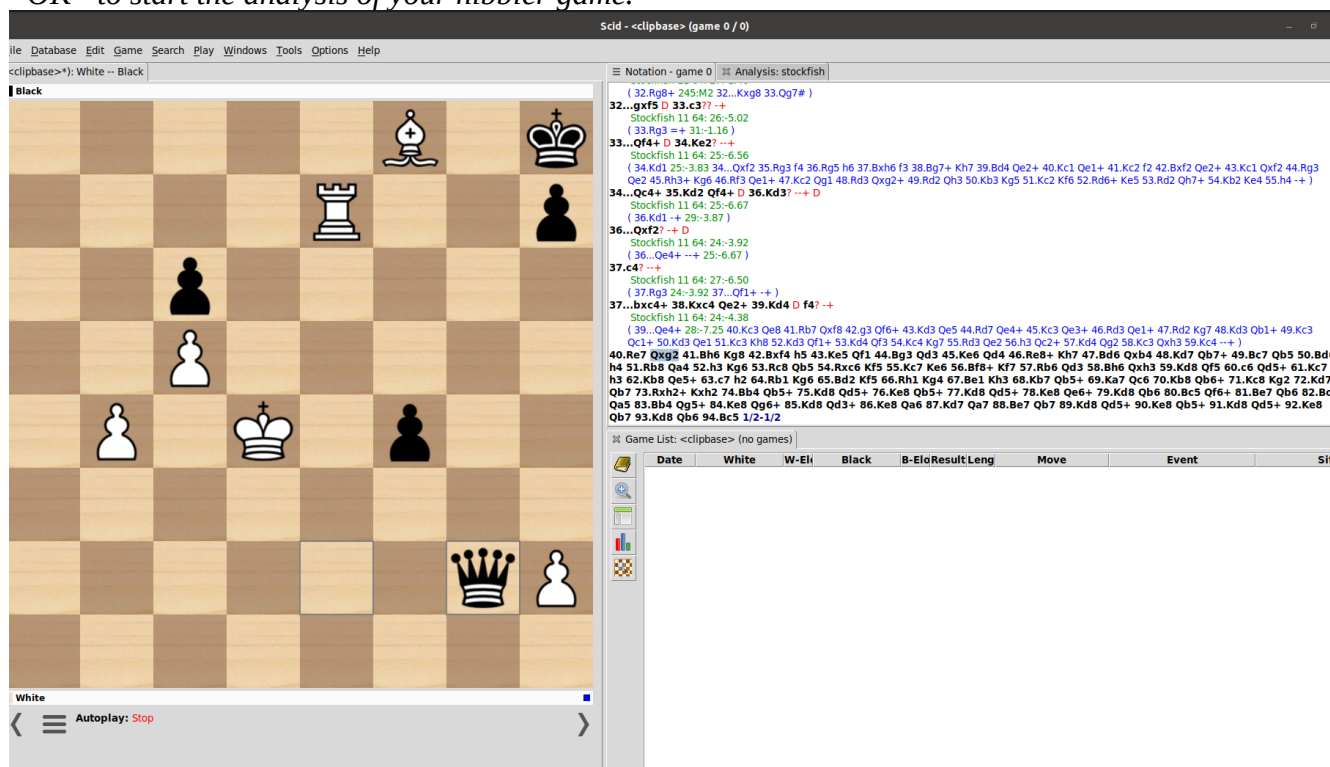 OR" to start the analysis of your nibbler game.
Scid - <clipbase> (game 0 / 0)
ile Database Edit Game Search Play Windows Tools Options Help
<clipbase>*): White -- Black
Notation - game 0 Analysis: stockfish
Black
( 32.Rg8+ 245:M2 32...Kxg8 33.Qg7# )
32...gxf5 D 33.c3?? -+
Stockfish 11 64: 26:-5.02
( 33.Rg3 =+ 31:-1.16 )
33...Qf4+ D 34.Ke2? --+
Stockfish 11 64: 25:-6.56
( 34.Kd1 25:-3.83 34...Qxf2 35.Rg3 f4 36.Rg5 h6 37.Bxh6 f3 38.Bg7+ Kh7 39.Bd4 Qe2+ 40.Kc1 Qe1+ 41.Kc2 f2 42.Bxf2 Qe2+ 43.Kc1 Qxf2 44.Rg3
Qe2 45.Rh3+ Kg6 46.Rf3 Qe1+ 47.Kc2 Qg1 48.Rd3 Qxg2+ 49.Rd2 Qh3 50.Kb3 Kg5 51.Kc2 Kf6 52.Rd6+ Ke5 53.Rd2 Qh7+ 54.Kb2 Ke4 55.h4 -+ )
34...Qc4+ 35.Kd2 Qf4+ D 36.Kd3? --+ D
Stockfish 11 64: 25:-6.67
( 36.Kd1 -+ 29:-3.87 )
36...Qxf2? -+ D
Stockfish 11 64: 24:-3.92
( 36...Qe4+ --+ 25:-6.67 )
37.c4? --+
Stockfish 11 64: 27:-6.50
( 37.Rg3 24:-3.92 37...Qf1+ -+ )
37...bxc4+ 38.Kxc4 Qe2+ 39.Kd4 D f4? -+
Stockfish 11 64: 24:-4.38
( 39...Qe4+ 28:-7.25 40.Kc3 Qe8 41.Rb7 Qxf8 42.g3 Qf6+ 43.Kd3 Qe5 44.Rd7 Qe4+ 45.Kc3 Qe3+ 46.Rd3 Qe1+ 47.Rd2 Kg7 48.Kd3 Qb1+ 49.Kc3
Qc1+ 50.Kd3 Qe1 51.Kc3 Kh8 52.Kd3 Qf1+ 53.Kd4 Qf3 54.Kc4 Kg7 55.Rd3 Qe2 56.h3 Qc2+ 57.Kd4 Qg2 58.Kc3 Qxh3 59.Kc4 --+ )
40.Re7 Qxg2 41.Bh6 Kg8 42.Bxf4 h5 43.Ke5 Qf1 44.Bg3 Qd3 45.Ke6 Qd4 46.Re8+ Kh7 47.Bd6 Qxb4 48.Kd7 Qb7+ 49.Bc7 Qb5 50.Bd6
h4 51.Rb8 Qa4 52.h3 Kg6 53.Rc8 Qb5 54.Rxc6 Kf5 55.Kc7 Ke6 56.Bf8+ Kf7 57.Rb6 Qd3 58.Bh6 Qxh3 59.Kd8 Qf5 60.c6 Qd5+ 61.Kc7
h3 62.Kb8 Qe5+ 63.c7 h2 64.Rb1 Kg6 65.Bd2 Kf5 66.Rh1 Kg4 67.Be1 Kh3 68.Kb7 Qb5+ 69.Ka7 Qc6 70.Kb8 Qb6+ 71.Kc8 Kg2 72.Kd7
Qb7 73.Rxh2+ Kxh2 74.Bb4 Qb5+ 75.Kd8 Qd5+ 76.Ke8 Qb5+ 77.Kd8 Qd5+ 78.Ke8 Qe6+ 79.Kd8 Qb6 80.Bc5 Qf6+ 81.Be7 Qb6 82.Bc
Qa5 83.Bb4 Qg5+ 84.Ke8 Qg6+ 85.Kd8 Qd3+ 86.Ke8 Qa6 87.Kd7 Qa7 88.Be7 Qb7 89.Kd8 Qd5+ 90.Ke8 Qb5+ 91.Kd8 Qd5+ 92.Ke8
Qb7 93.Kd8 Qb6 94.Bc5 1/2-1/2
Game List: <clipbase> (no games)
Date White W-El Black B-Elo Result Leng Move Event Sit
White
Autoplay: Stop